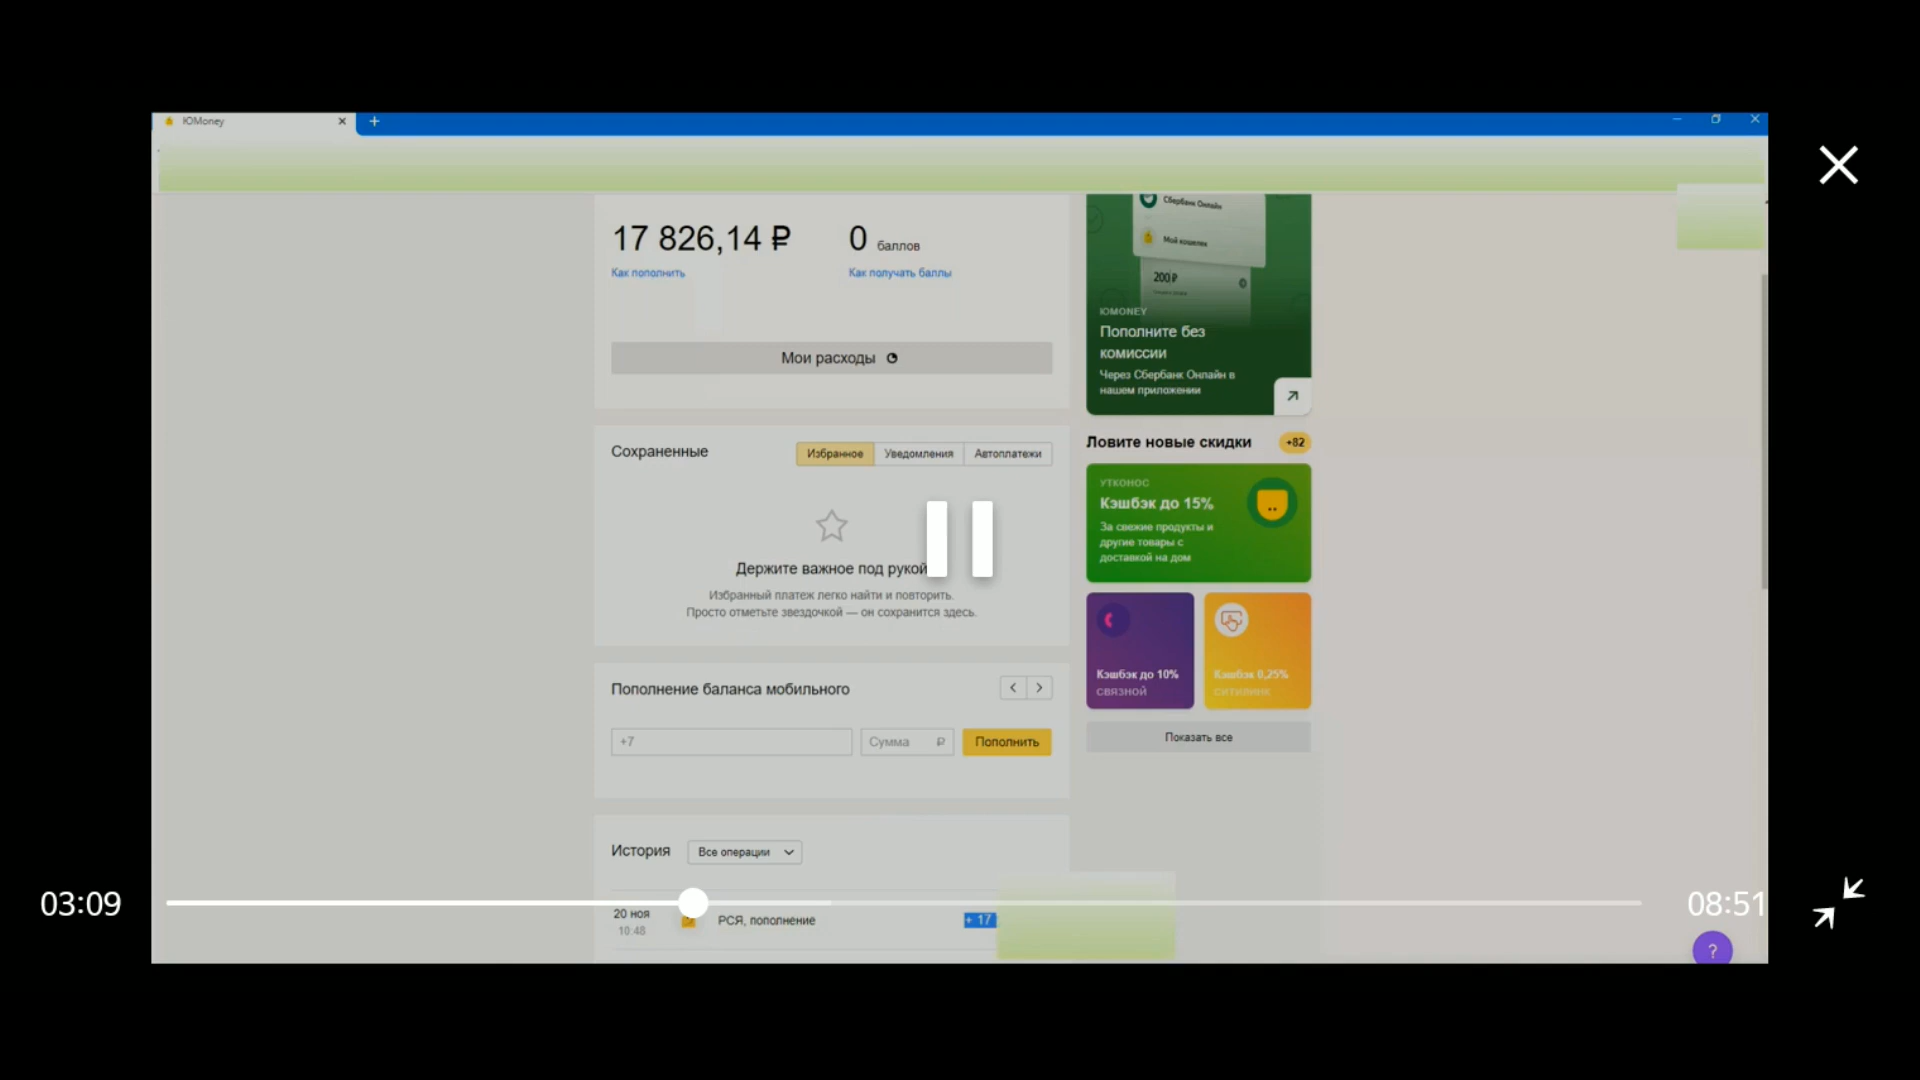 ЮMoney
17 826,14 ₽
0 баллов
Как пополнить
Как получать баллы
Мои расходы
Сохраненные
Избранное
Уведомления
Автоплатежи
Держите важное под рукой
Избранный платеж легко найти и повторить.
Просто отметьте звездочкой — он сохранится здесь.
Пополнение баланса мобильного
+7
Сумма ₽
Пополнить
История
Все операции
20 ноя
10:48
РСЯ, пополнение
+ 17
Сбербанк Онлайн
Мой кошелек
200 ₽
ЮMONEY
Пополните без
комиссии
Через Сбербанк Онлайн в
нашем приложении
Ловите новые скидки
+82
УТКОНОС
Кэшбэк до 15%
За свежие продукты и
другие товары с
доставкой на дом
Кэшбэк до 10%
СВЯЗНОЙ
Кэшбэк 0,25%
СИТИЛИНК
Показать все
?
03:09
08:51